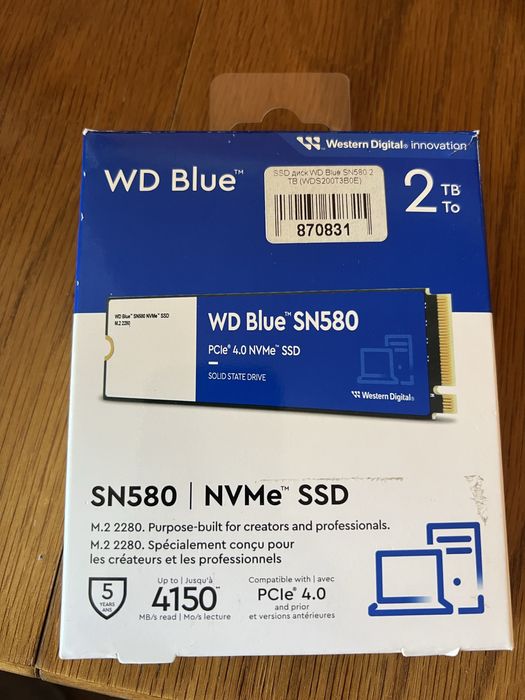 Western Digital® innovation
WD Blue™
SSD диск WD Blue SN580 2
TB (WDS200T3B0E)
870831
2 TB
To
WD Blue™ SN580 NVMe™ SSD
M.2 2280
WD Blue™ SN580
PCIe® 4.0 NVMe™ SSD
SOLID STATE DRIVE
Western Digital®
SN580 | NVMe™ SSD
M.2 2280. Purpose-built for creators and professionals.
M.2 2280. Spécialement conçu pour
les créateurs et les professionnels
5
YEARS
ANS
Up to | Jusqu'à
4150**
MB/s read | Mo/s lecture
Compatible with | avec
PCIe® 4.0
and prior
et versions antérieures